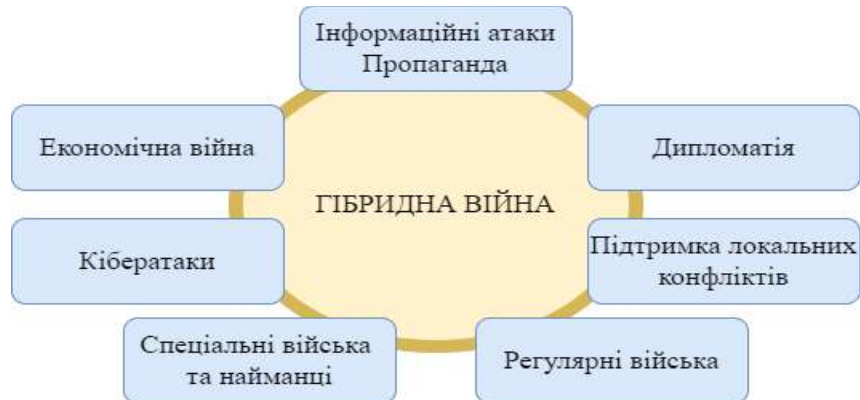 Інформаційні атаки
Пропаганда
Економічна війна
Дипломатія
ГІБРИДНА ВІЙНА
Кібератаки
Підтримка локальних
конфліктів
Спеціальні війська
та найманці
Регулярні війська